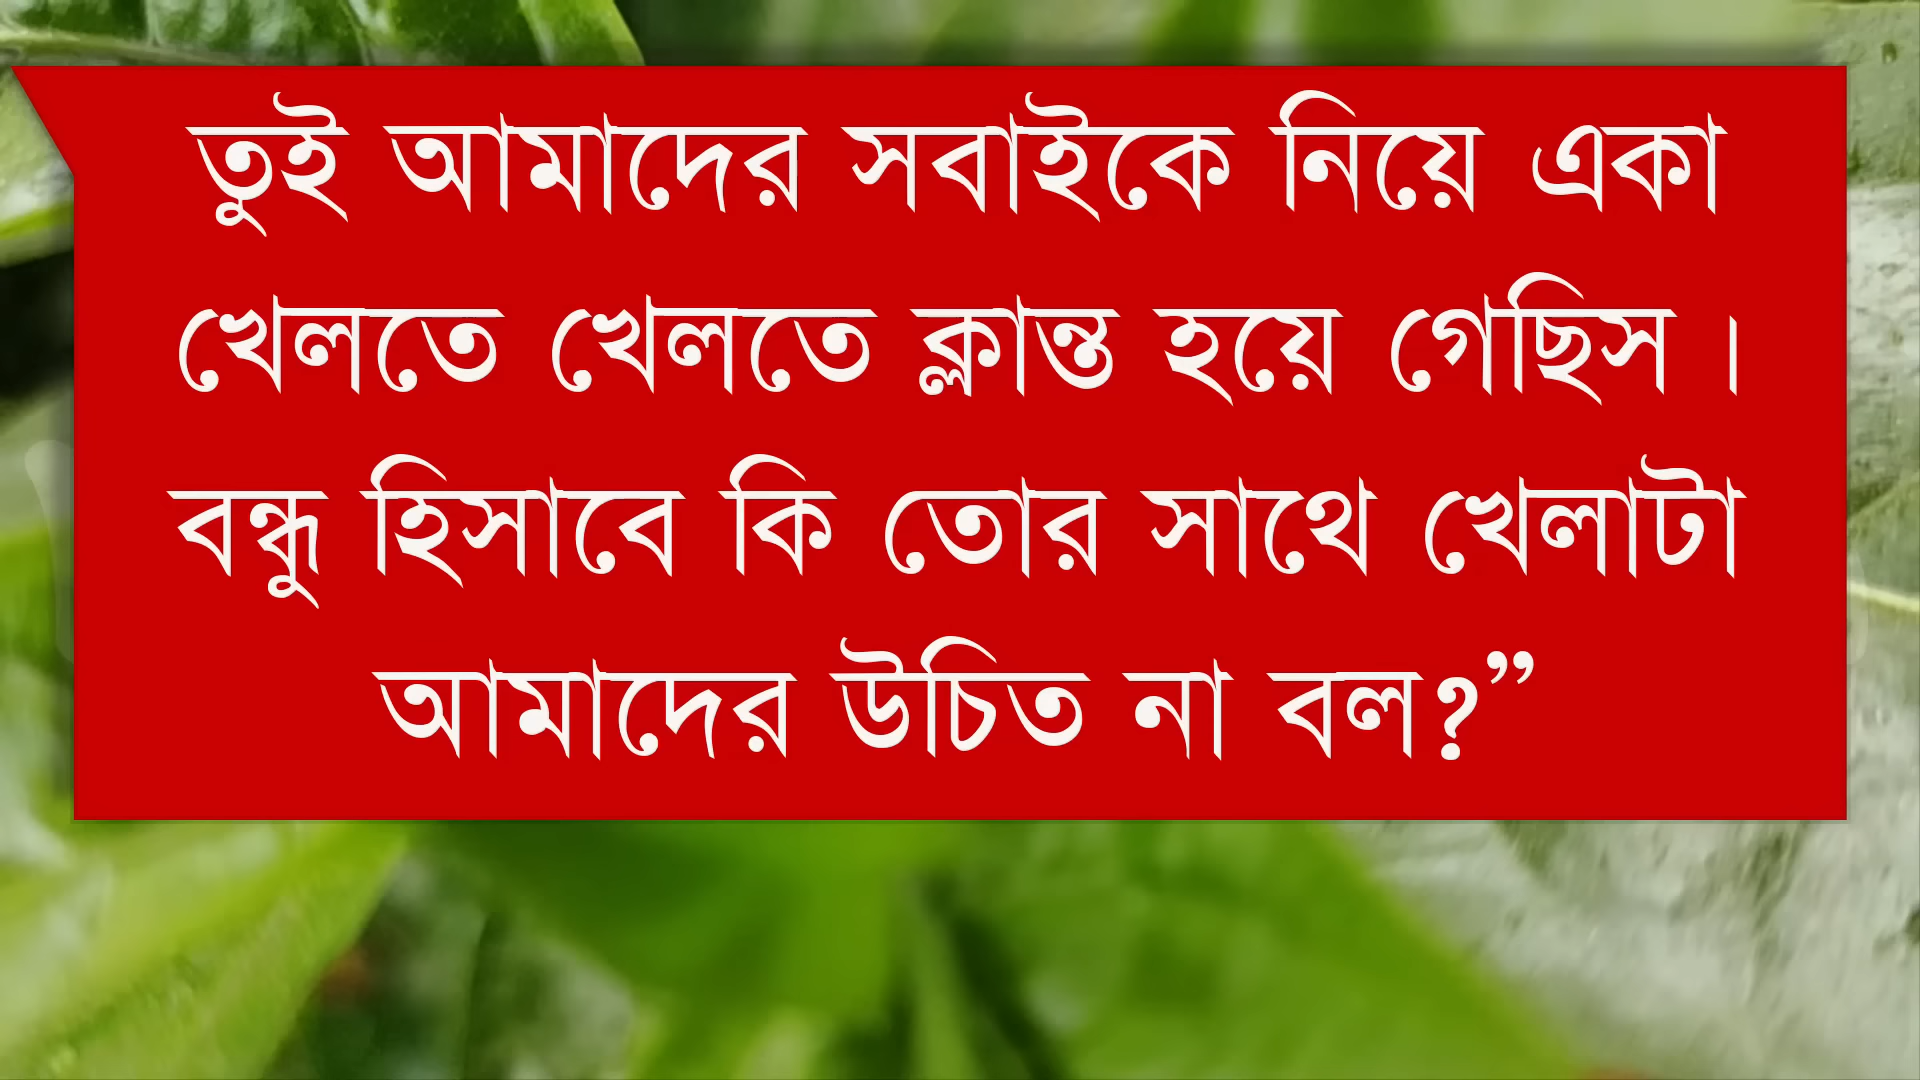 তুই আমাদের সবাইকে নিয়ে একা
খেলতে খেলতে ক্লান্ত হয়ে গেছিস ।
বন্ধু হিসাবে কি তোর সাথে খেলাটা
আমাদের উচিত না বল?”